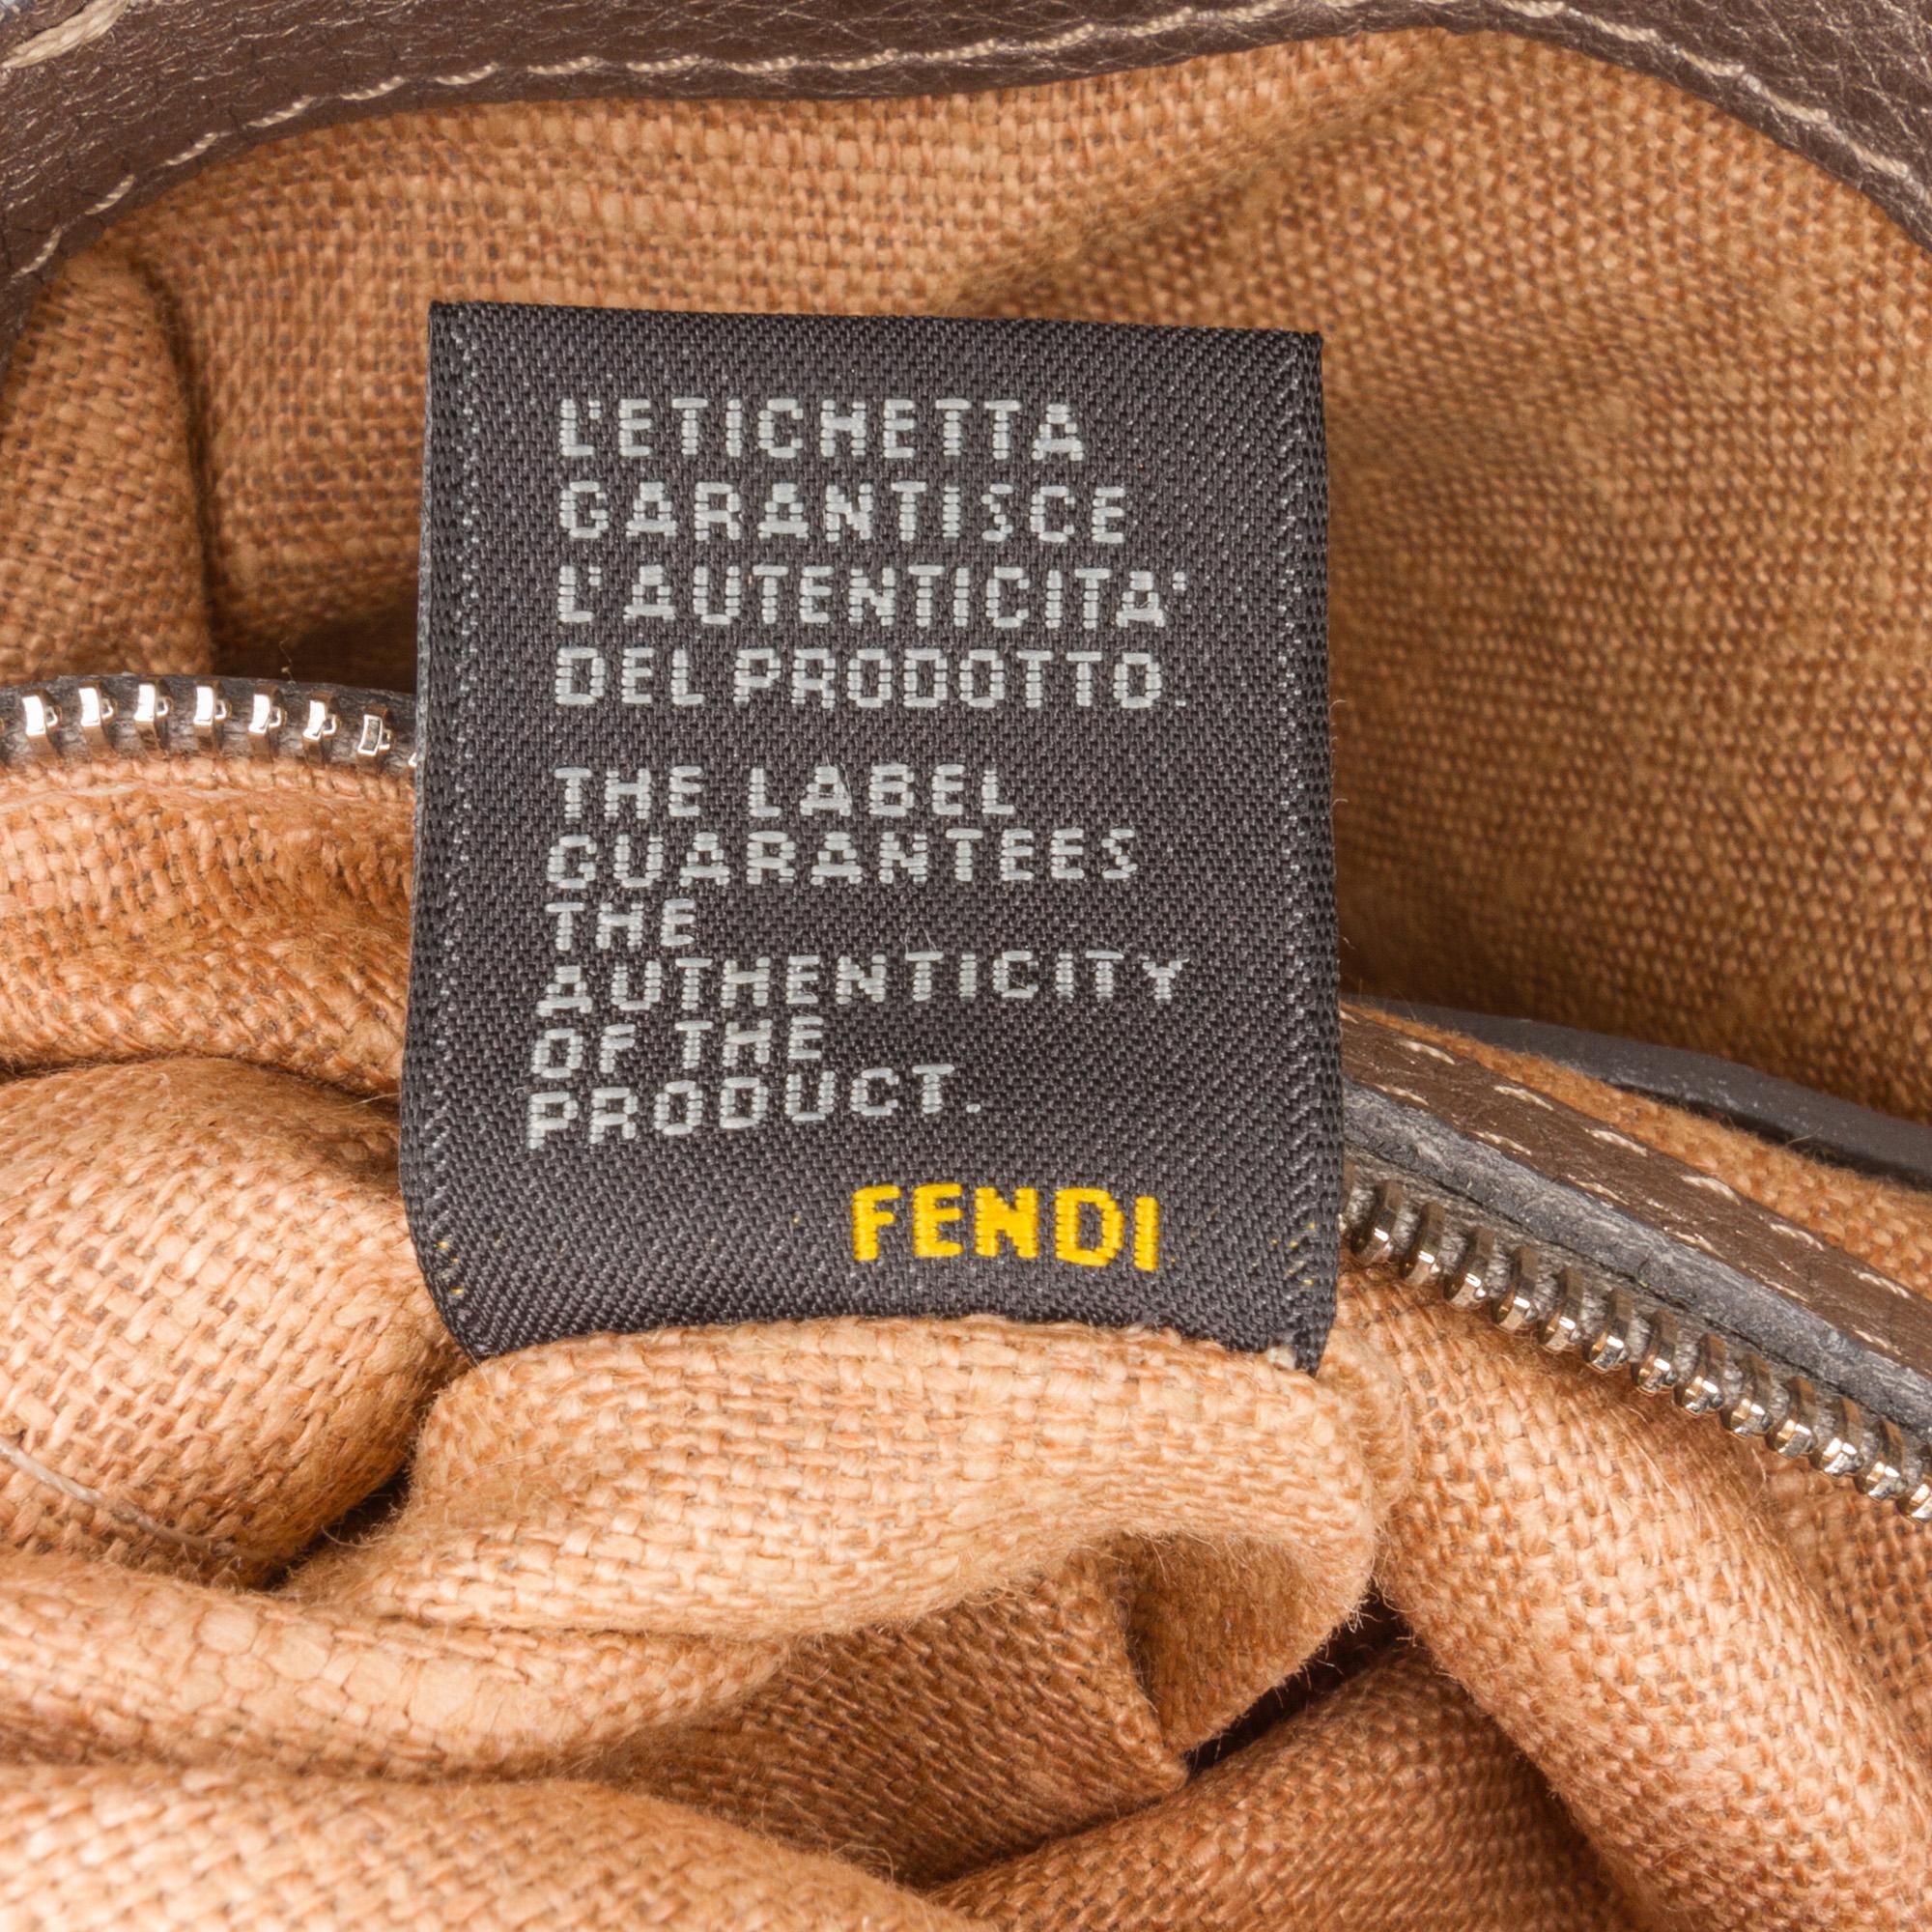 L'ETICHETTA
GARANTISCE
L'AUTENTICITA'
DEL PRODOTTO.
THE LABEL
GUARANTEES
THE
AUTHENTICITY
OF THE
PRODUCT.
FENDI